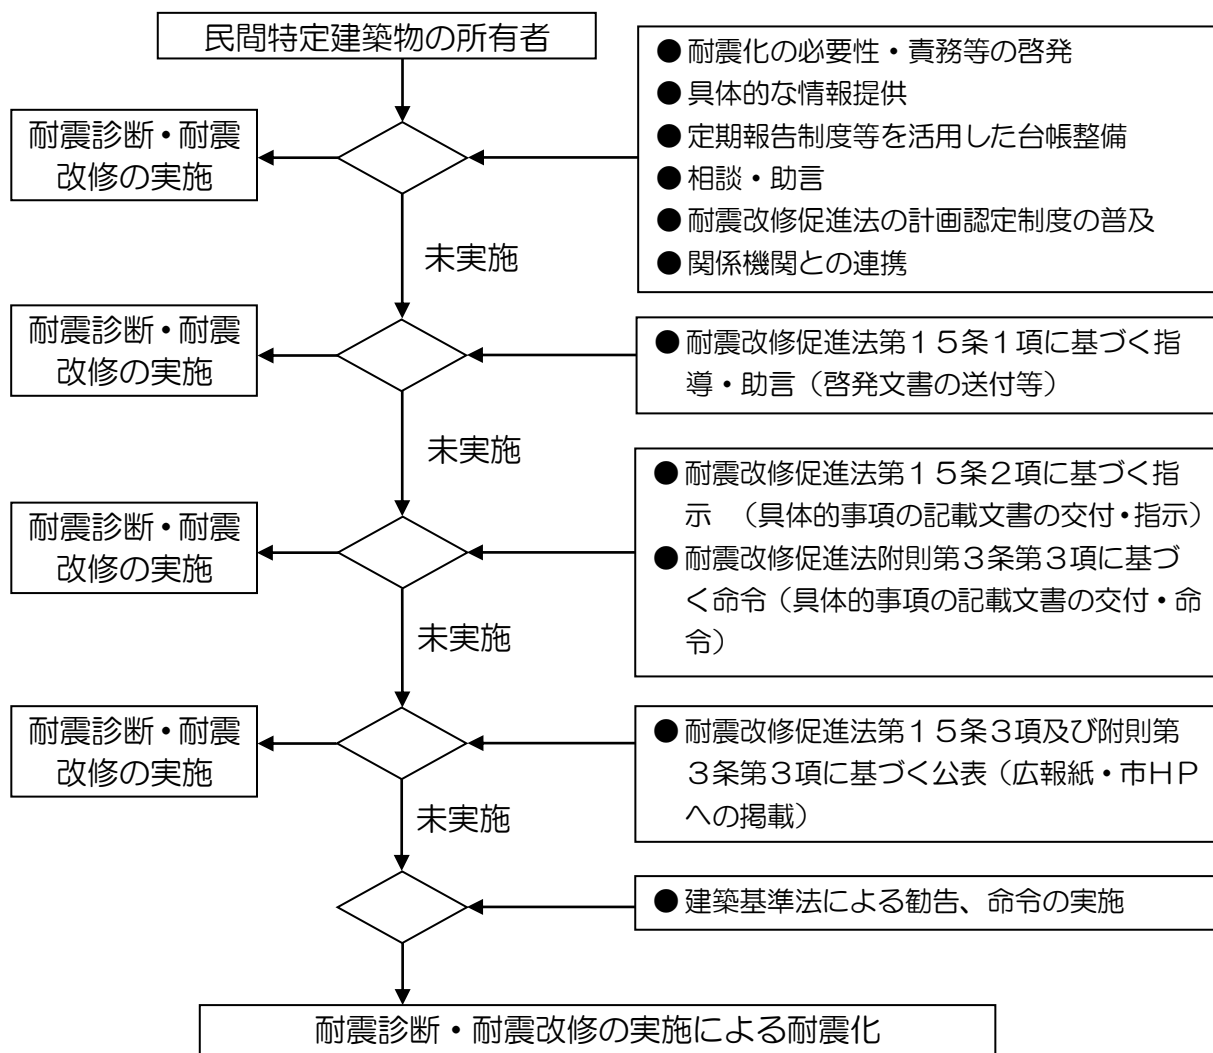 民間特定建築物の所有者
● 耐震化の必要性・責務等の啓発
● 具体的な情報提供
● 定期報告制度等を活用した台帳整備
● 相談・助言
● 耐震改修促進法の計画認定制度の普及
● 関係機関との連携
耐震診断・耐震
改修の実施
未実施
耐震診断・耐震
改修の実施
● 耐震改修促進法第１５条１項に基づく指
導・助言（啓発文書の送付等）
未実施
耐震診断・耐震
改修の実施
● 耐震改修促進法第１５条２項に基づく指
示　（具体的事項の記載文書の交付・指示）
● 耐震改修促進法附則第３条第３項に基づ
く命令（具体的事項の記載文書の交付・命
令）
未実施
耐震診断・耐震
改修の実施
● 耐震改修促進法第１５条３項及び附則第
３条第３項に基づく公表（広報紙・市ＨＰ
への掲載）
未実施
● 建築基準法による勧告、命令の実施
耐震診断・耐震改修の実施による耐震化